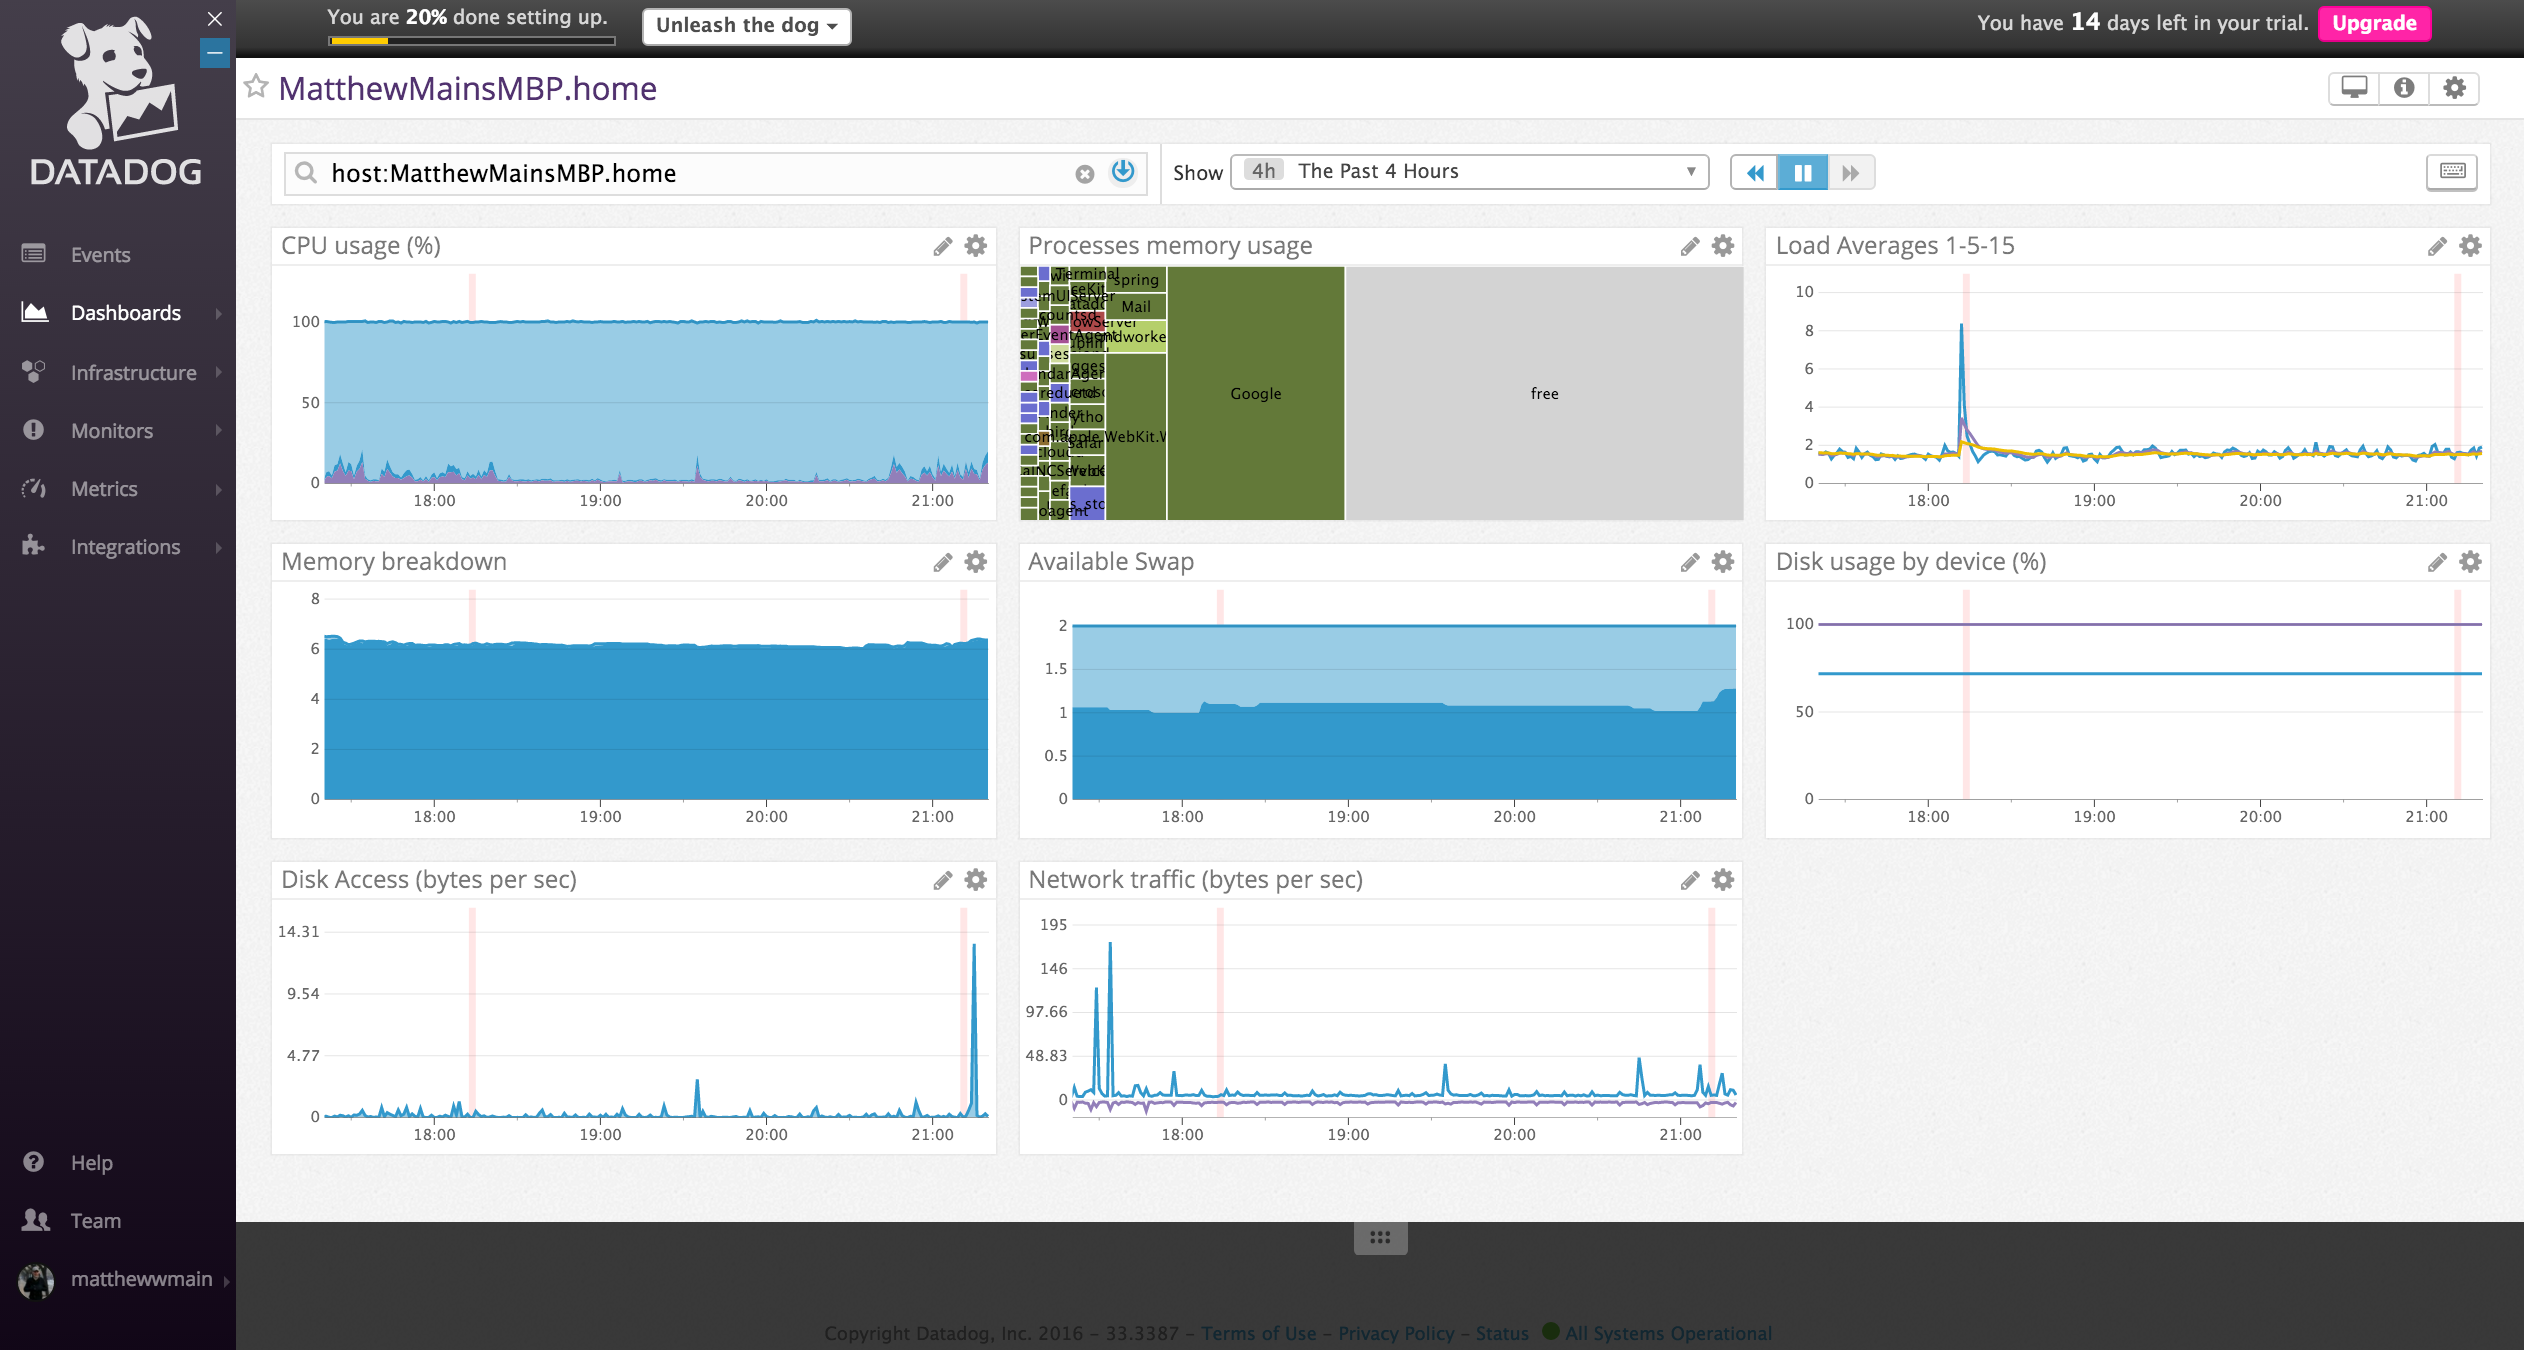 You are 20% done setting up.
Unleash the dog
You have 14 days left in your trial.
Upgrade
DATADOG
Events
Dashboards
Infrastructure
Monitors
Metrics
Integrations
Help
Team
matthewwmain
MatthewMainsMBP.home
host:MatthewMainsMBP.home
Show
4h The Past 4 Hours
CPU usage (%)
100
50
0
18:00 19:00 20:00 21:00
Processes memory usage
Terminal
spring
Mail
Google
free
Load Averages 1-5-15
10
8
6
4
2
0
18:00 19:00 20:00 21:00
Memory breakdown
8
6
4
2
0
18:00 19:00 20:00 21:00
Available Swap
2
1.5
1
0.5
0
18:00 19:00 20:00 21:00
Disk usage by device (%)
100
50
0
18:00 19:00 20:00 21:00
Disk Access (bytes per sec)
14.31
9.54
4.77
0
18:00 19:00 20:00 21:00
Network traffic (bytes per sec)
195
146
97.66
48.83
0
18:00 19:00 20:00 21:00
Copyright Datadog, Inc. 2016 – 33.3387 – Terms of Use – Privacy Policy – Status All Systems Operational